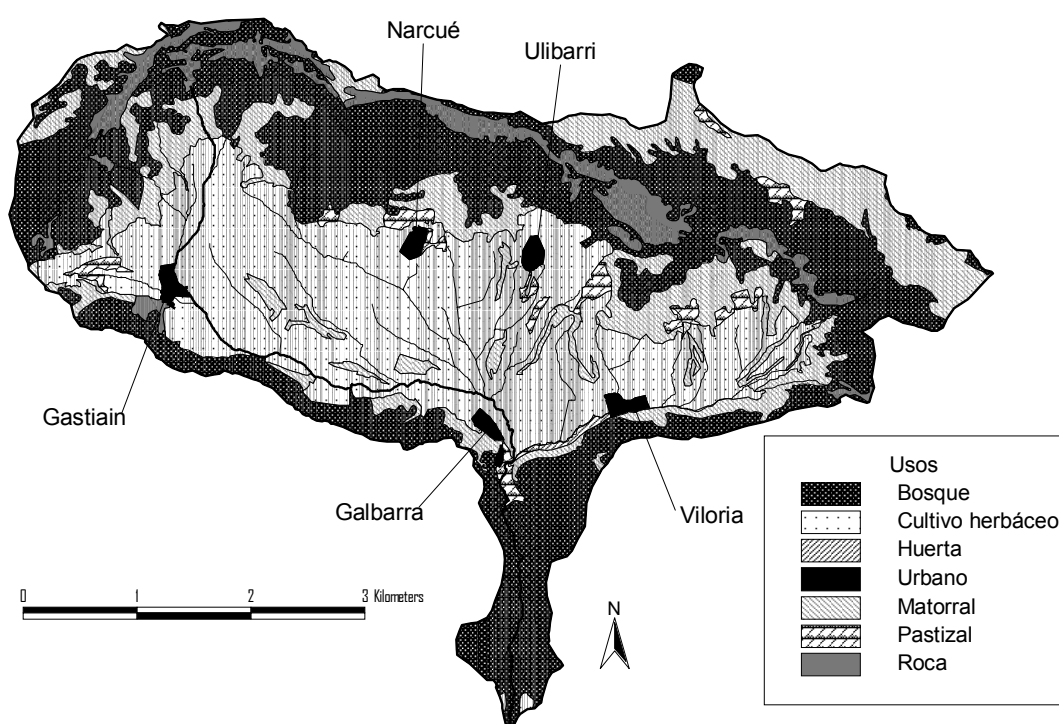 Narcué
Ulibarri
Gastiain
Galbarra
Viloria
0 1 2 3 Kilometers
N
Usos
Bosque
Cultivo herbáceo
Huerta
Urbano
Matorral
Pastizal
Roca